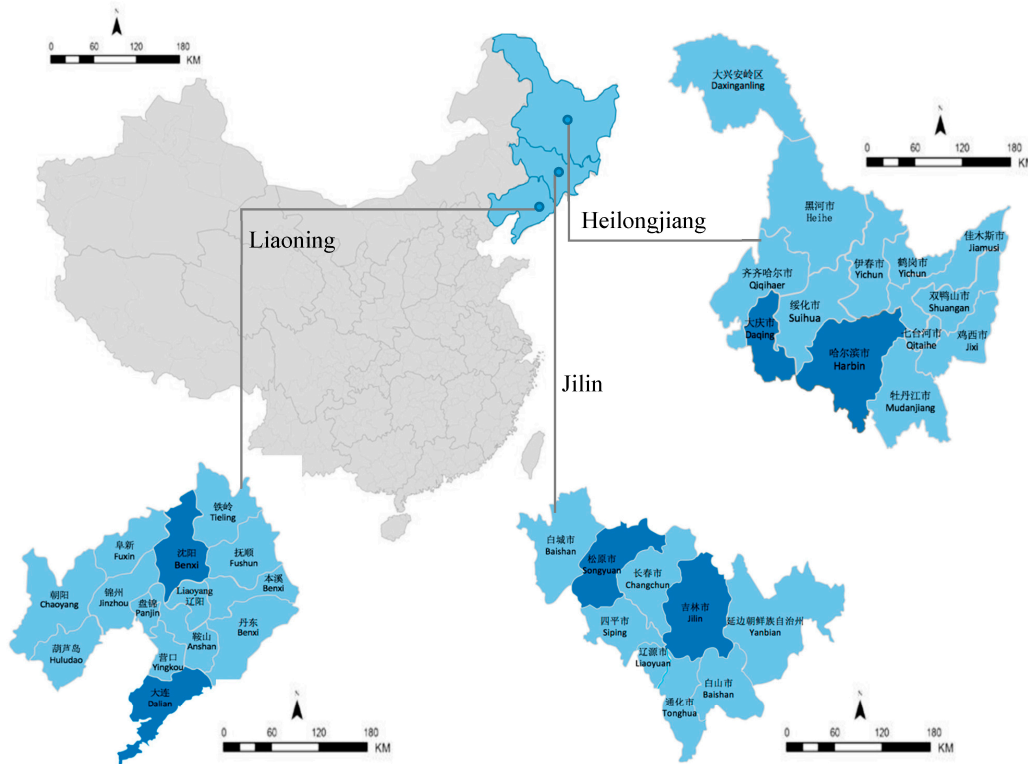 N
0 60 120 180
KM
Liaoning
Heilongjiang
Jilin
大兴安岭区
Daxinganling
N
0 60 120 180
KM
黑河市
Heihe
佳木斯市
Jiamusi
伊春市
Yichun
鹤岗市
Yichun
齐齐哈尔市
Qiqihaer
绥化市
Suihua
双鸭山市
Shuangan
大庆市
Daqing
七台河市
Qitaihe
鸡西市
Jixi
哈尔滨市
Harbin
牡丹江市
Mudanjiang
铁岭
Tieling
阜新
Fuxin
沈阳
Benxi
抚顺
Fushun
本溪
Benxi
朝阳
Chaoyang
锦州
Jinzhou
盘锦
Panjin
Liaoyang
辽阳
丹东
Benxi
鞍山
Anshan
葫芦岛
Huludao
营口
Yingkou
大连
Dalian
N
0 60 120 180
KM
白城市
Baishan
松原市
Songyuan
长春市
Changchun
吉林市
Jilin
四平市
Siping
延边朝鲜族自治州
Yanbian
辽源市
Liaoyuan
白山市
Baishan
通化市
Tonghua
N
0 60 120 180
KM